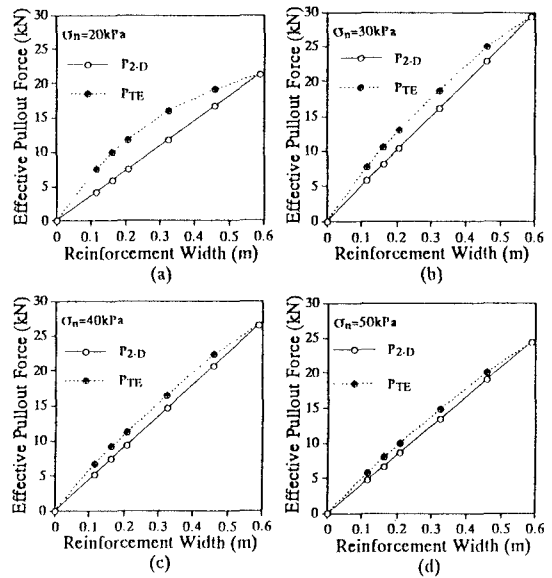 Effective Pullout Force (kN)
30
25
20
15
10
5
0
σn=20kPa
P2-D
PTE
0 0.1 0.2 0.3 0.4 0.5 0.6
Reinforcement Width (m)
(a)
Effective Pullout Force (kN)
30
25
20
15
10
5
0
σn=30kPa
P2-D
PTE
0 0.1 0.2 0.3 0.4 0.5 0.6
Reinforcement Width (m)
(b)
Effective Pullout Force (kN)
30
25
20
15
10
5
0
σn=40kPa
P2-D
PTE
0 0.1 0.2 0.3 0.4 0.5 0.6
Reinforcement Width (m)
(c)
Effective Pullout Force (kN)
30
25
20
15
10
5
0
σn=50kPa
P2-D
PTE
0 0.1 0.2 0.3 0.4 0.5 0.6
Reinforcement Width (m)
(d)